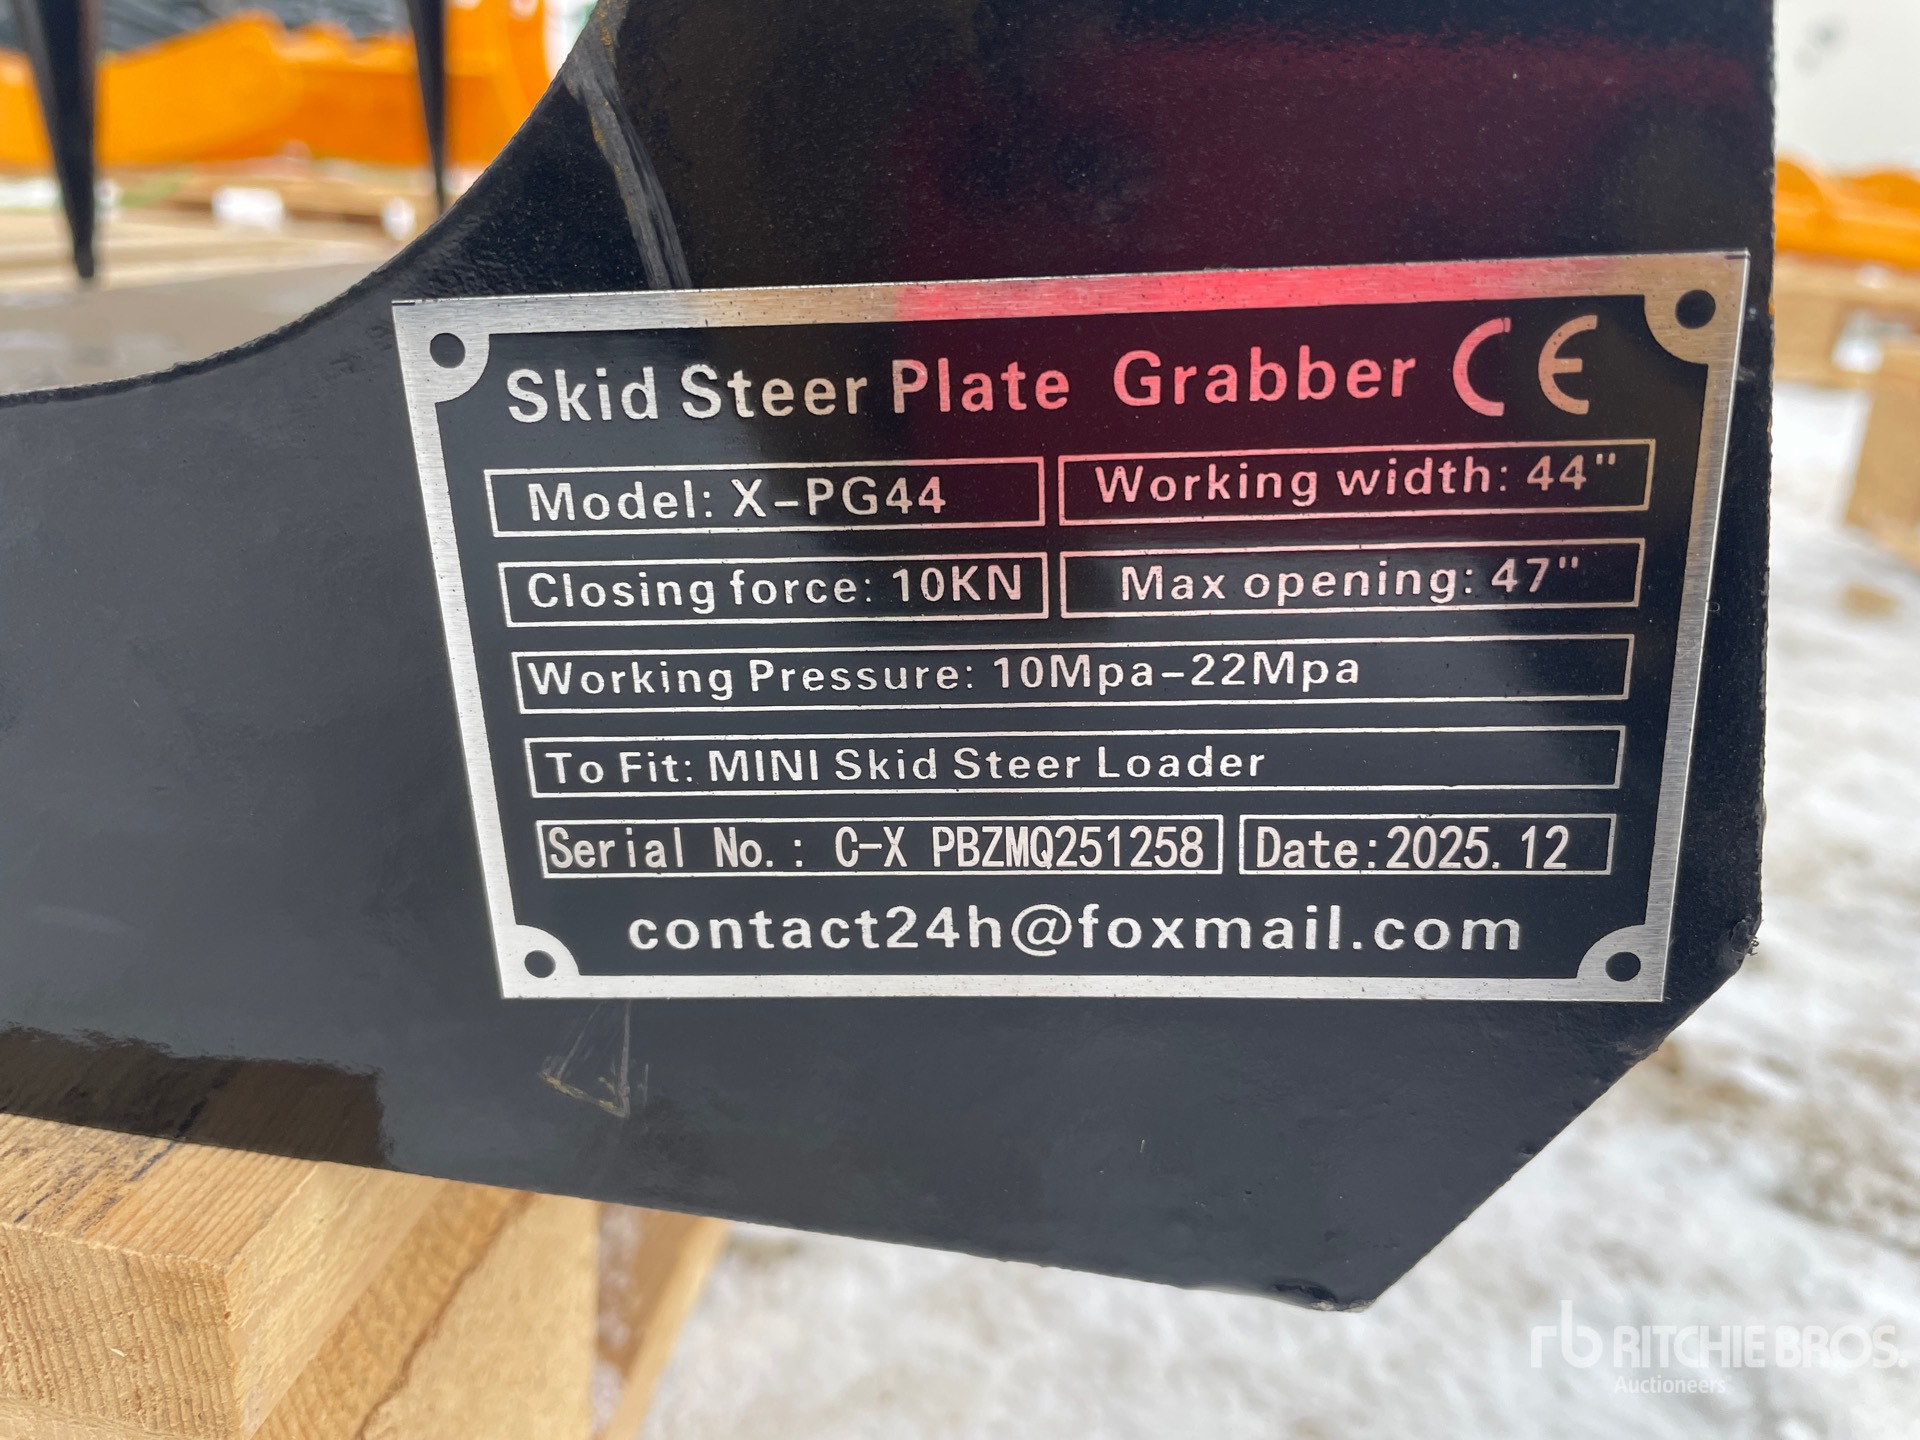 Skid Steer Plate Grabber CE
Model: X-PG44
Working width: 44"
Closing force: 10KN
Max opening: 47"
Working Pressure: 10Mpa-22Mpa
To Fit: MINI Skid Steer Loader
Serial No.: C-X PBZMQ251258
Date:2025.12
contact24h@foxmail.com
rb RITCHIE BROS.
Auctioneers